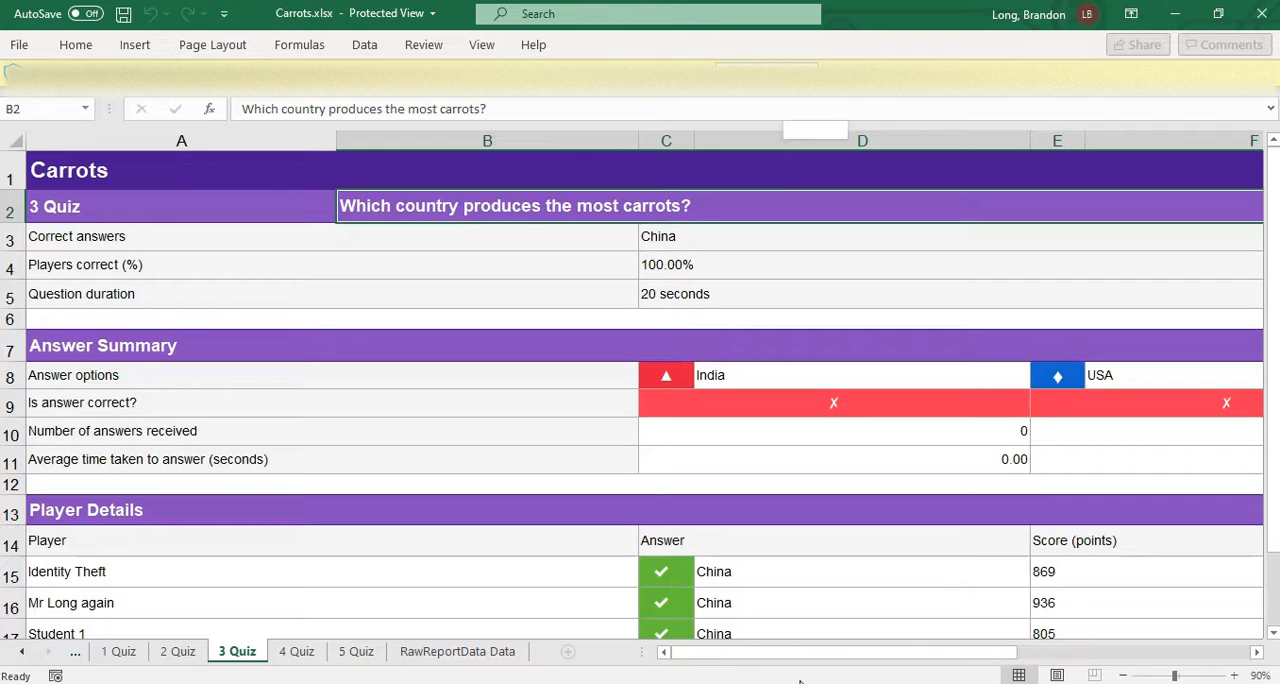 AutoSave Off Carrots.xlsx - Protected View Search Long, Brandon LB
File Home Insert Page Layout Formulas Data Review View Help Share Comments
B2 fx Which country produces the most carrots?
A B C D E F
1 Carrots
2 3 Quiz Which country produces the most carrots?
3 Correct answers China
4 Players correct (%) 100.00%
5 Question duration 20 seconds
6
7 Answer Summary
8 Answer options ▲ India ♦ USA
9 Is answer correct? ✗ ✗
10 Number of answers received 0
11 Average time taken to answer (seconds) 0.00
12
13 Player Details
14 Player Answer Score (points)
15 Identity Theft ✓ China 869
16 Mr Long again ✓ China 936
17 Student 1 ✓ China 805
... 1 Quiz 2 Quiz 3 Quiz 4 Quiz 5 Quiz RawReportData Data
Ready 90%